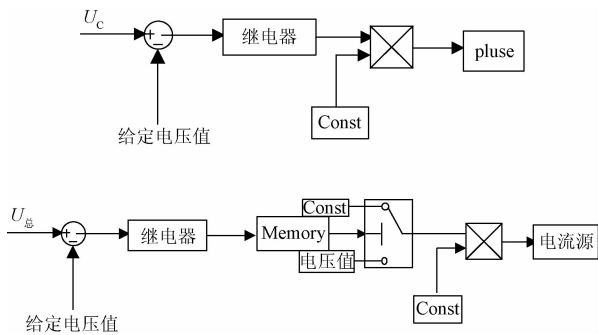 U_C
继电器
pluse
给定电压值
Const
U_总
继电器
Const
Memory
电压值
电流源
Const
给定电压值